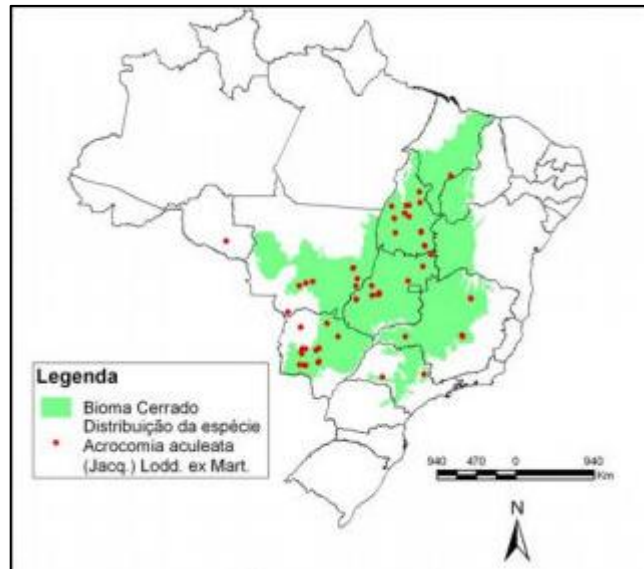 Legenda
Bioma Cerrado
Distribuição da espécie
Acrocomia aculeata
(Jacq.) Lodd. ex Mart.
940 470 0 940
Km
N